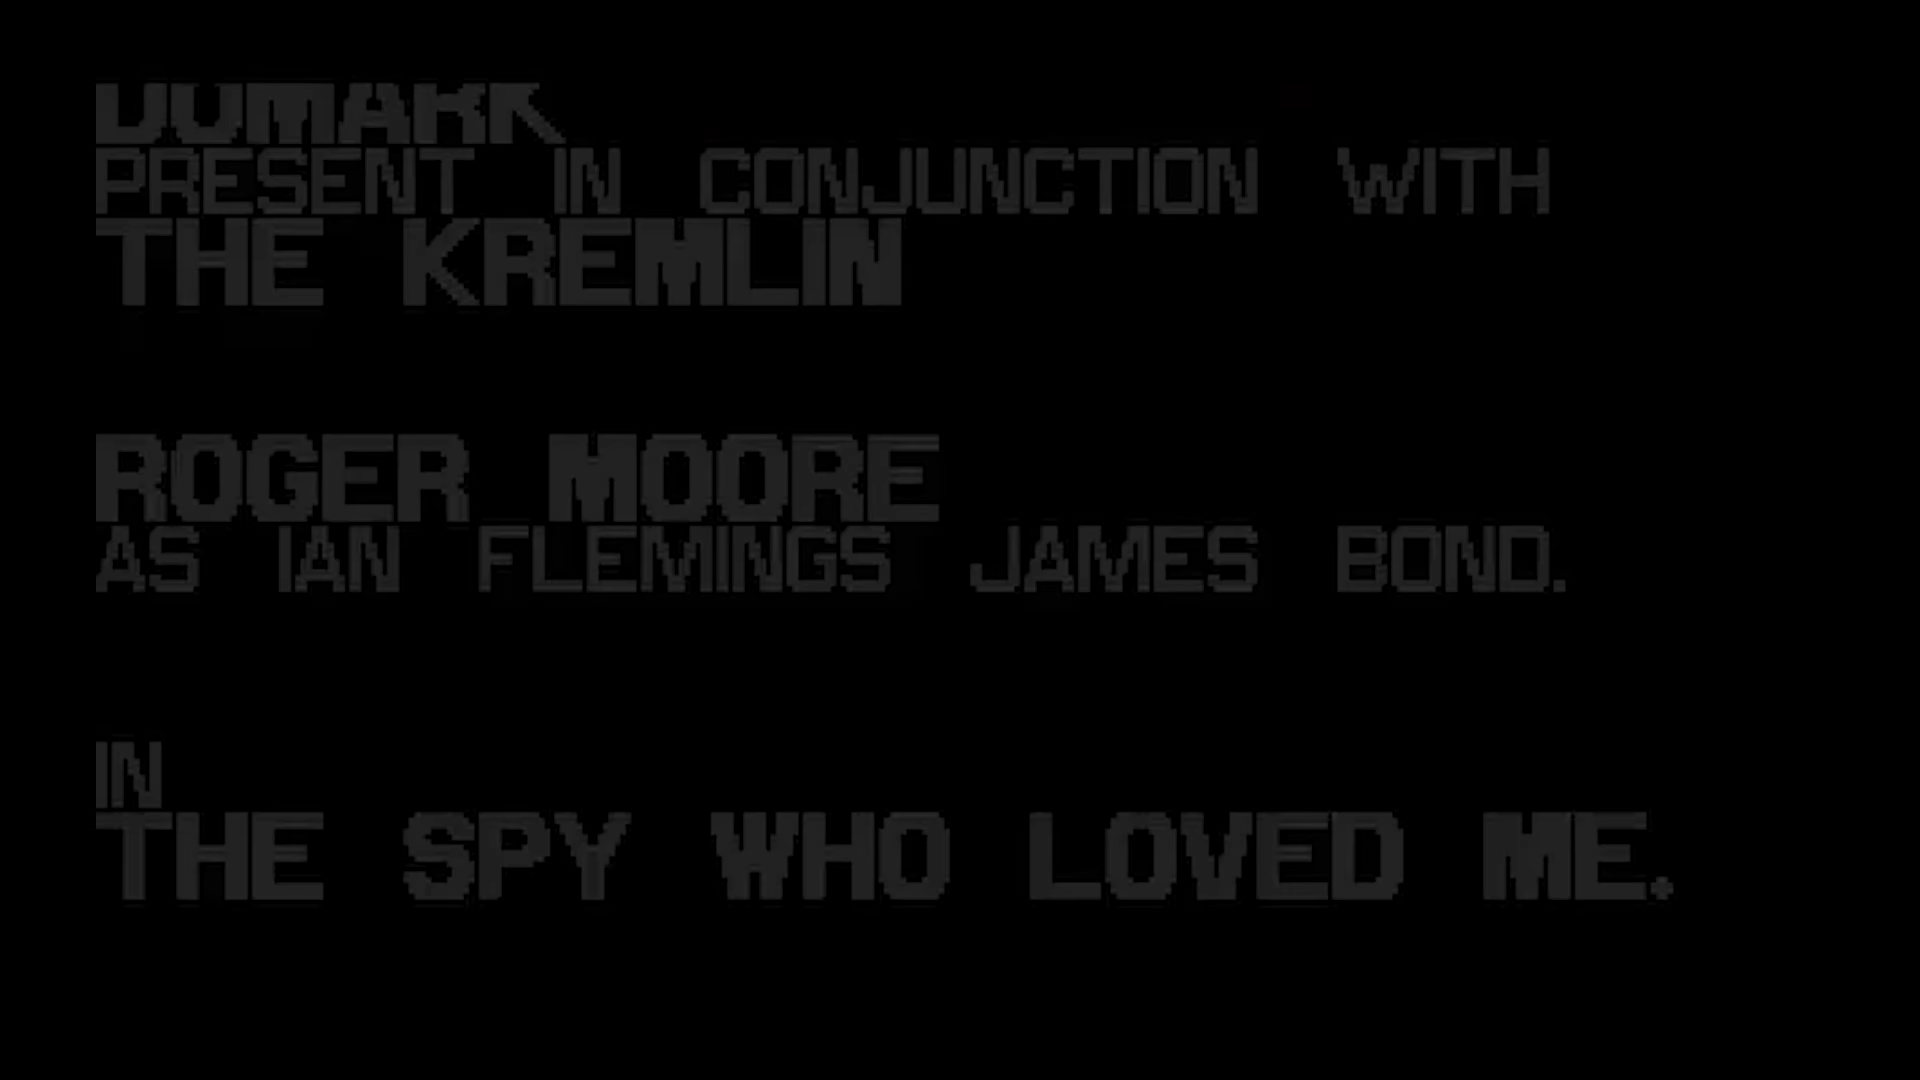 DOMARK
PRESENT IN CONJUNCTION WITH
THE KREMLIN
ROGER MOORE
AS IAN FLEMINGS JAMES BOND.
IN
THE SPY WHO LOVED ME.